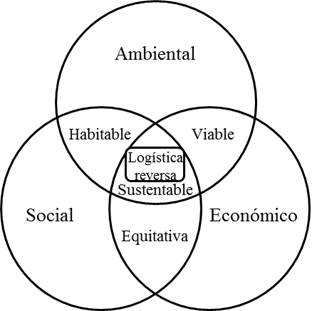 Ambiental
Habitable
Viable
Logística
reversa
Sustentable
Social
Económico
Equitativa